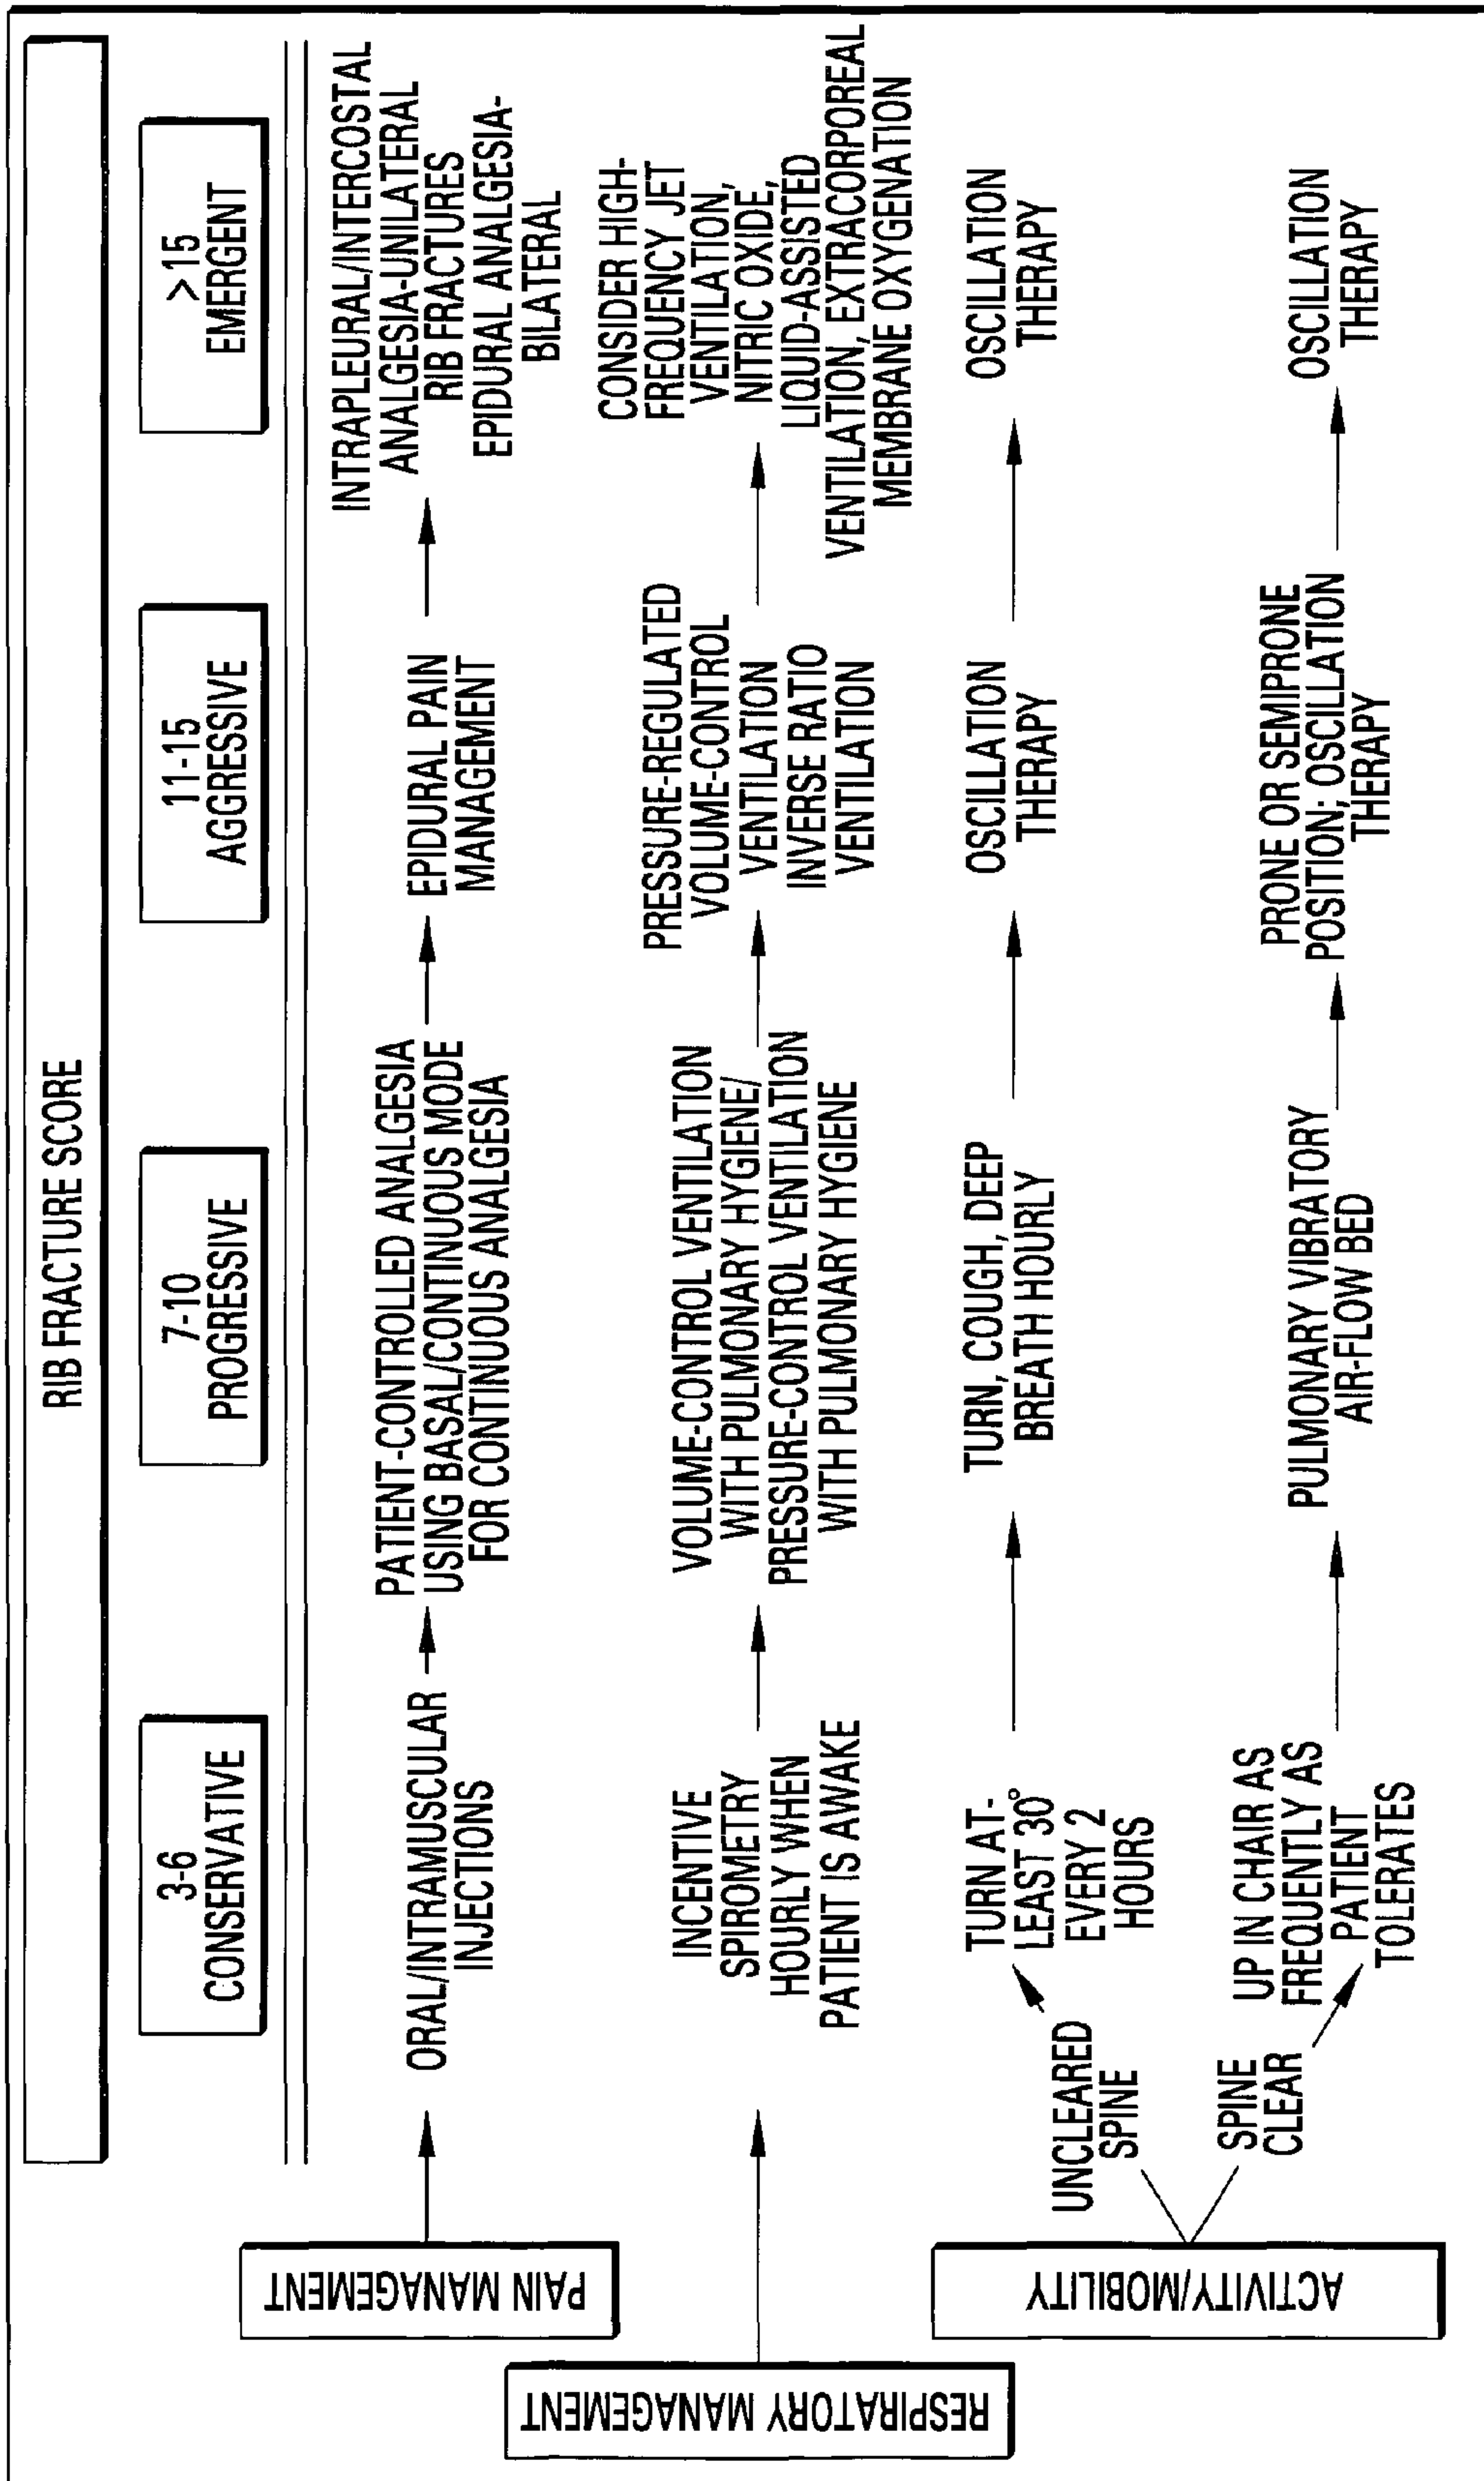 RIB FRACTURE SCORE
3-6
CONSERVATIVE
7-10
PROGRESSIVE
11-15
AGGRESSIVE
>15
EMERGENT
PAIN MANAGEMENT
ORAL/INTRAMUSCULAR
INJECTIONS
PATIENT-CONTROLLED ANALGESIA
USING BASAL/CONTINUOUS MODE
FOR CONTINUOUS ANALGESIA
EPIDURAL PAIN
MANAGEMENT
INTRAPLEURAL/INTERCOSTAL
ANALGESIA-UNILATERAL
RIB FRACTURES
EPIDURAL ANALGESIA-
BILATERAL
RESPIRATORY MANAGEMENT
INCENTIVE
SPIROMETRY
HOURLY WHEN
PATIENT IS AWAKE
VOLUME-CONTROL VENTILATION
WITH PULMONARY HYGIENE/
PRESSURE-CONTROL VENTILATION
WITH PULMONARY HYGIENE
PRESSURE-REGULATED
VOLUME-CONTROL
VENTILATION
INVERSE RATIO
VENTILATION
CONSIDER HIGH-
FREQUENCY JET
VENTILATION,
NITRIC OXIDE,
LIQUID-ASSISTED
VENTILATION, EXTRACORPOREAL
MEMBRANE OXYGENATION
ACTIVITY/MOBILITY
UNCLEARED
SPINE
TURN AT-
LEAST 30°
EVERY 2
HOURS
TURN, COUGH, DEEP
BREATH HOURLY
OSCILLATION
THERAPY
OSCILLATION
THERAPY
SPINE
CLEAR
UP IN CHAIR AS
FREQUENTLY AS
PATIENT
TOLERATES
PULMONARY VIBRATORY
AIR-FLOW BED
PRONE OR SEMIPRONE
POSITION; OSCILLATION
THERAPY
OSCILLATION
THERAPY